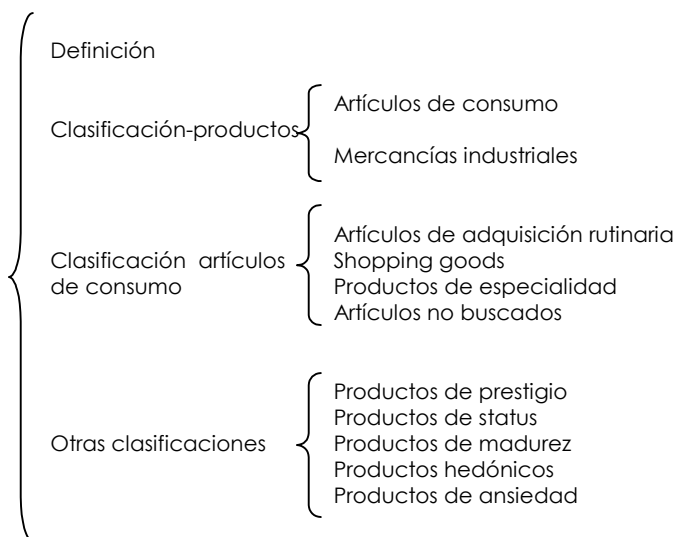 Definición
Clasificación-productos
Artículos de consumo
Mercancías industriales
Clasificación artículos
de consumo
Artículos de adquisición rutinaria
Shopping goods
Productos de especialidad
Artículos no buscados
Otras clasificaciones
Productos de prestigio
Productos de status
Productos de madurez
Productos hedónicos
Productos de ansiedad